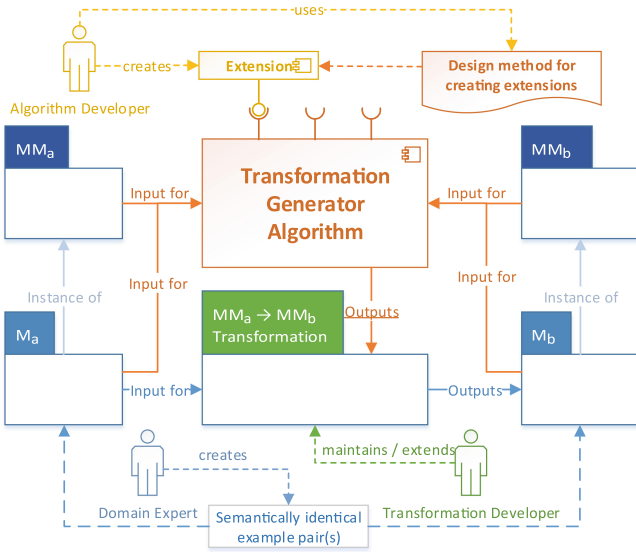 uses
creates
Extension
Design method for
creating extensions
Algorithm Developer
MMa
MMb
Transformation
Generator
Algorithm
Input for
Input for
Input for
Input for
Instance of
Instance of
Ma
MMa → MMb
Transformation
Outputs
Mb
Input for
Outputs
creates
maintains / extends
Domain Expert
Transformation Developer
Semantically identical
example pair(s)